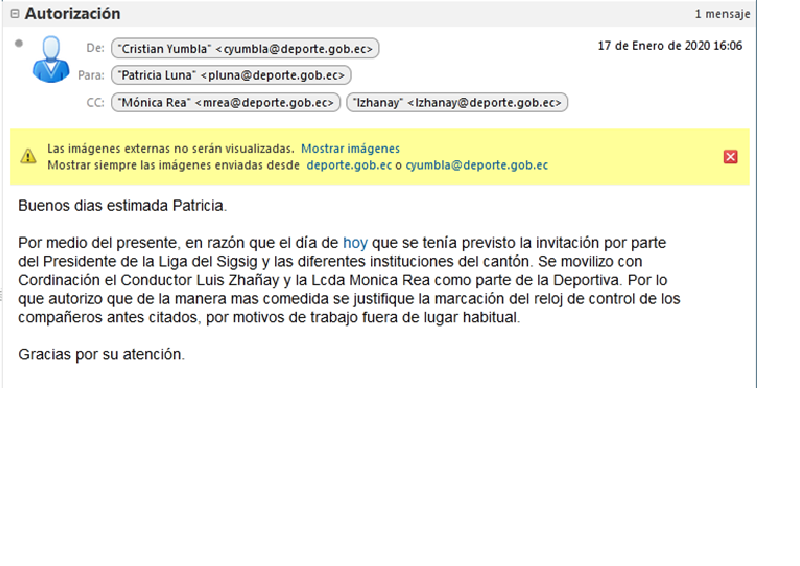 Autorización
1 mensaje
De: "Cristian Yumbla" <cyumbla@deporte.gob.ec>
17 de Enero de 2020 16:06
Para: "Patricia Luna" <pluna@deporte.gob.ec>
CC: "Mónica Rea" <mrea@deporte.gob.ec> "lzhanay" <lzhanay@deporte.gob.ec>
Las imágenes externas no serán visualizadas. Mostrar imágenes
Mostrar siempre las imágenes enviadas desde deporte.gob.ec o cyumbla@deporte.gob.ec
Buenos dias estimada Patricia.
Por medio del presente, en razón que el día de hoy que se tenía previsto la invitación por parte
del Presidente de la Liga del Sigsig y las diferentes instituciones del cantón. Se movilizo con
Cordinación el Conductor Luis Zhañay y la Lcda Monica Rea como parte de la Deportiva. Por lo
que autorizo que de la manera mas comedida se justifique la marcación del reloj de control de los
compañeros antes citados, por motivos de trabajo fuera de lugar habitual.
Gracias por su atención.